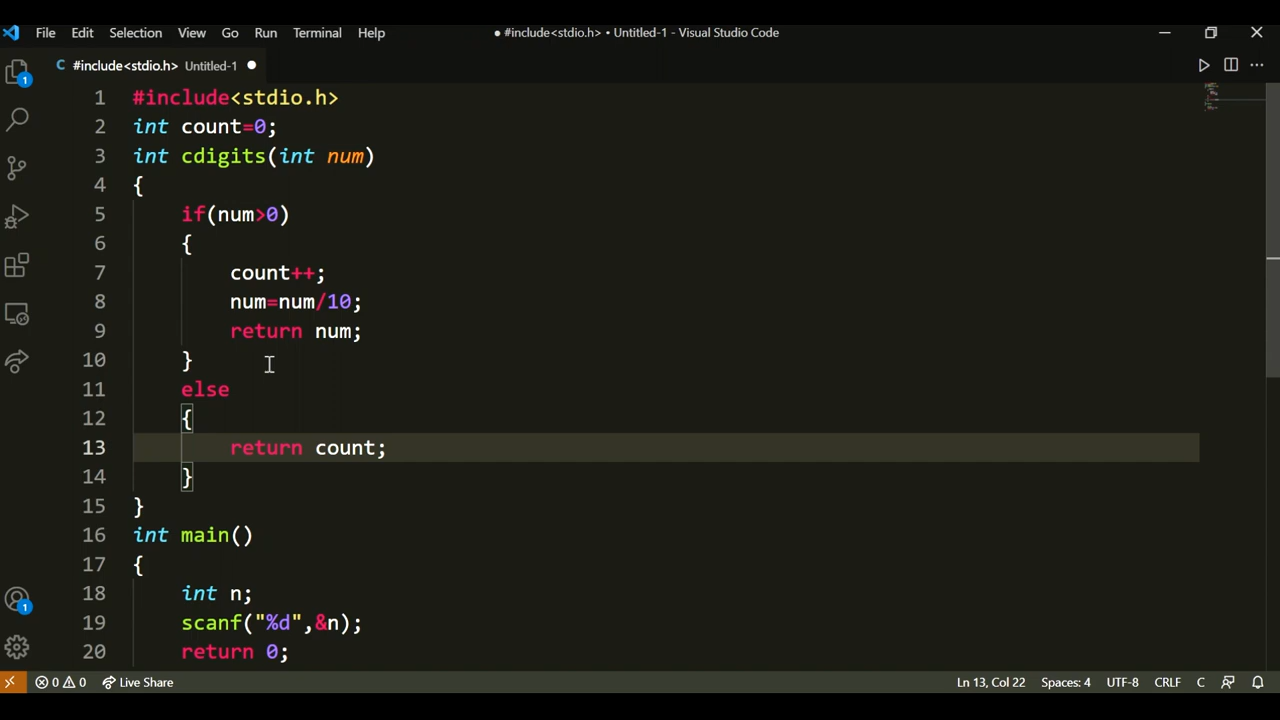 File Edit Selection View Go Run Terminal Help ● #include<stdio.h> • Untitled-1 - Visual Studio Code
C #include<stdio.h> Untitled-1 ●
1 #include<stdio.h>
2 int count=0;
3 int cdigits(int num)
4 {
5 if(num>0)
6 {
7 count++;
8 num=num/10;
9 return num;
10 }
11 else
12 {
13 return count;
14 }
15 }
16 int main()
17 {
18 int n;
19 scanf("%d",&n);
20 return 0;
1
1
0 0 Live Share Ln 13, Col 22 Spaces: 4 UTF-8 CRLF C